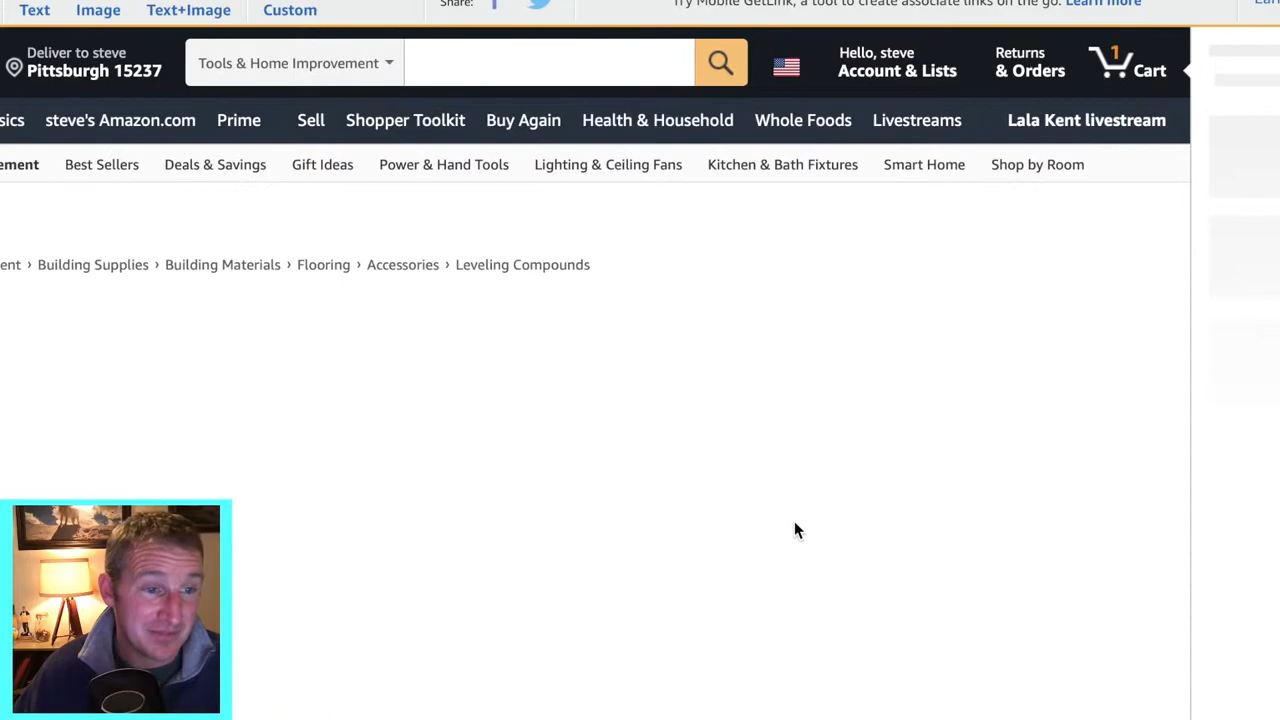 Text Image Text+Image Custom
Share:
Try Mobile GetLink, a tool to create associate links on the go. Learn more
Deliver to steve
Pittsburgh 15237
Tools & Home Improvement
Hello, steve
Account & Lists
Returns
& Orders
1
Cart
sics steve's Amazon.com Prime Sell Shopper Toolkit Buy Again Health & Household Whole Foods Livestreams Lala Kent livestream
ement Best Sellers Deals & Savings Gift Ideas Power & Hand Tools Lighting & Ceiling Fans Kitchen & Bath Fixtures Smart Home Shop by Room
ent › Building Supplies › Building Materials › Flooring › Accessories › Leveling Compounds